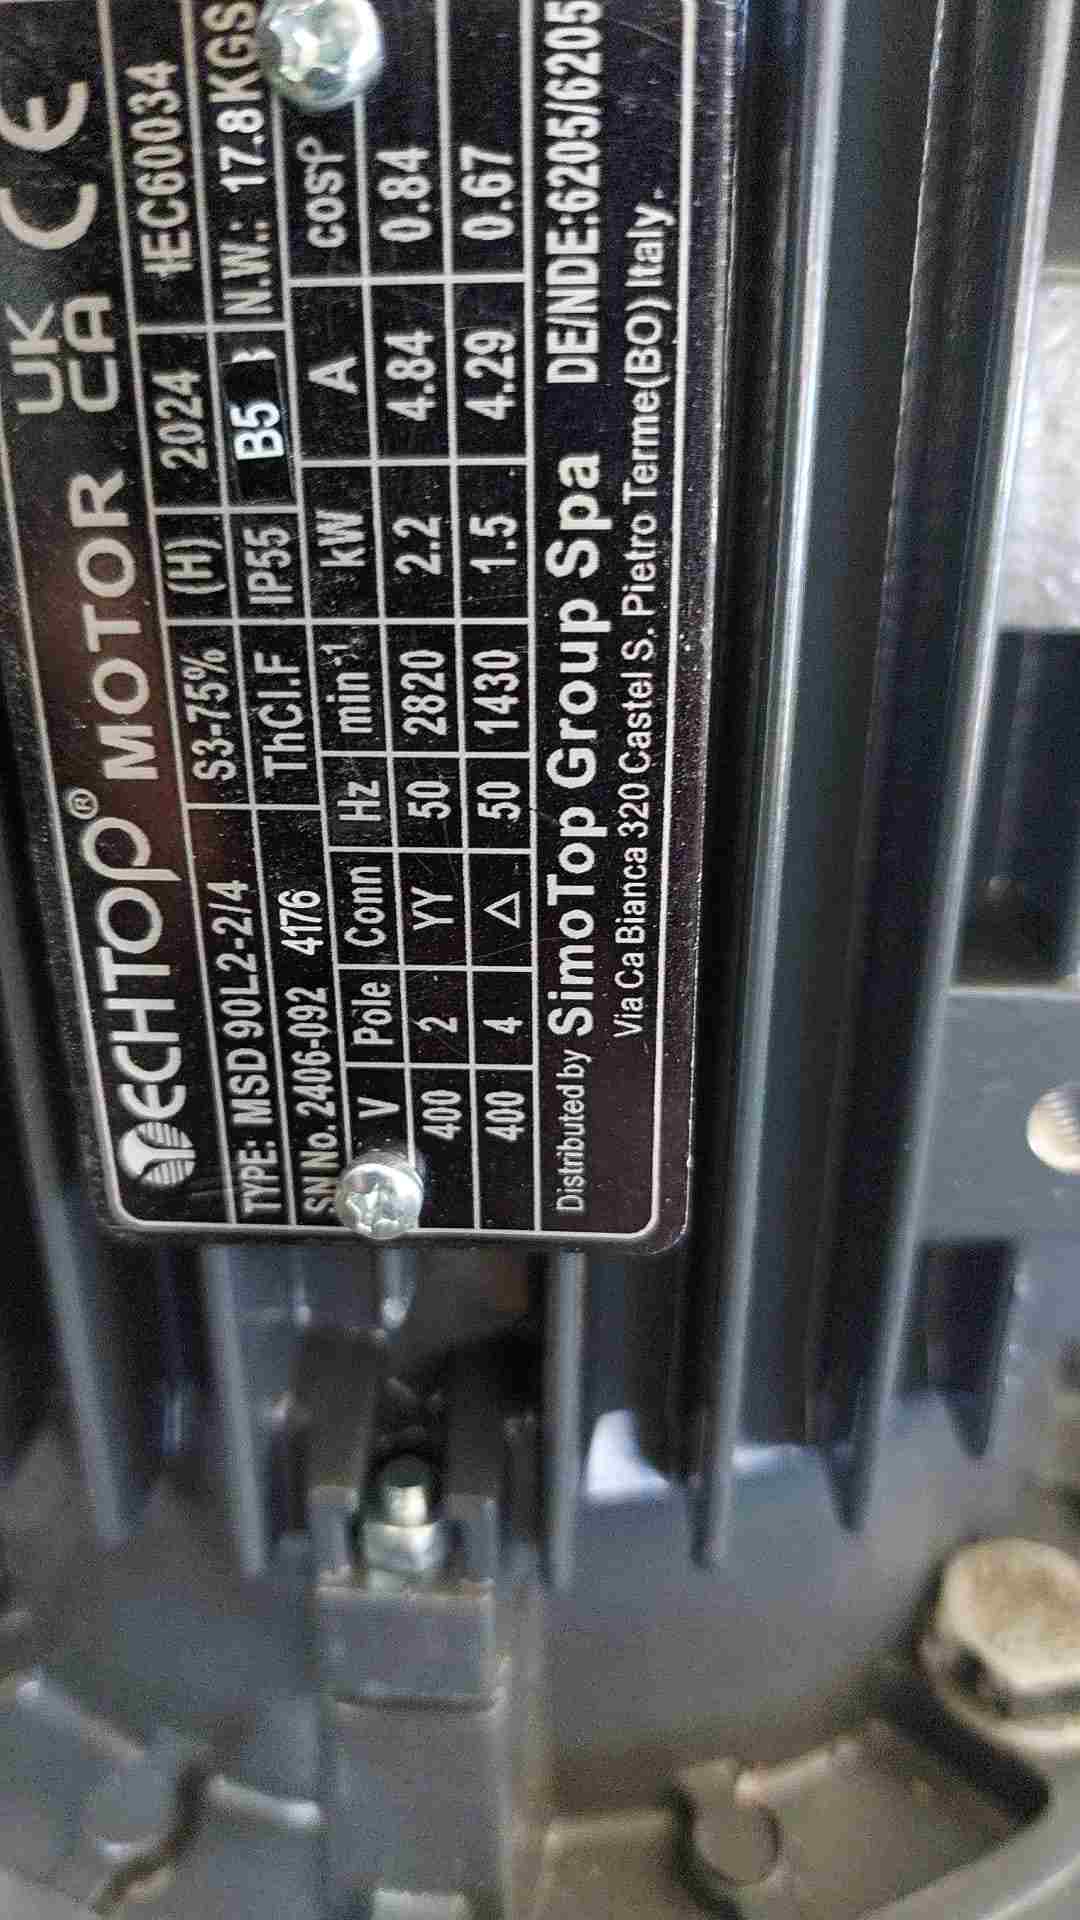 TECHTOP® MOTOR UK CA CE
TYPE: MSD 90L2-2/4 S3-75% (H) 2024 IEC60034
SN No. 2406-092 4176 ThCl.F IP55 B5 N.W.: 17.8KGS
V Pole Conn Hz min⁻¹ kW A cosφ
400 2 YY 50 2820 2.2 4.84 0.84
400 4 △ 50 1430 1.5 4.29 0.67
Distributed by SimoTop Group Spa DE/NDE:6205/6205
Via Ca Bianca 320 Castel S. Pietro Terme(BO) Italy.